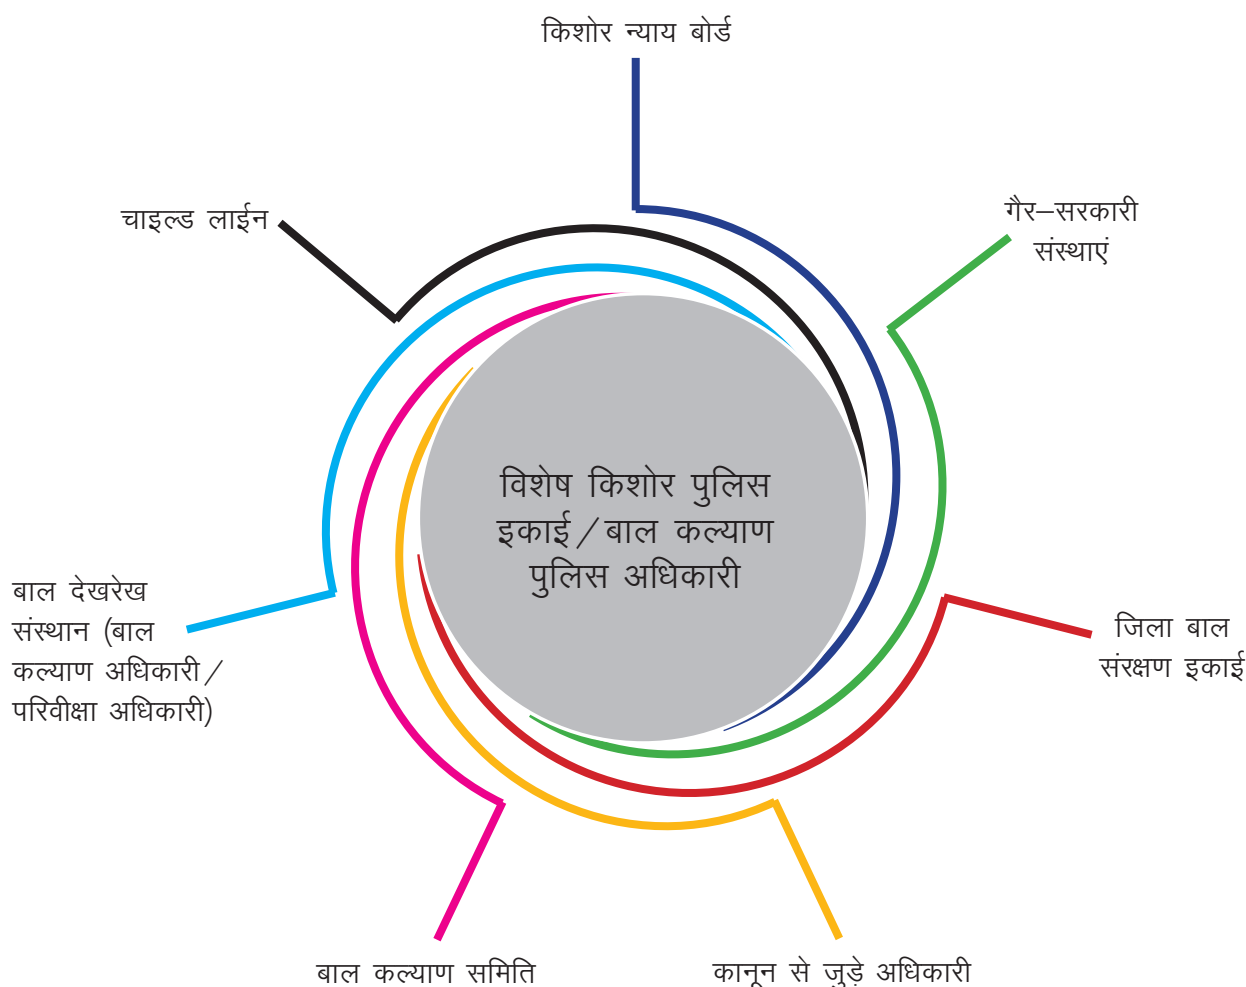 किशोर न्याय बोर्ड
चाइल्ड लाईन
गैर–सरकारी
संस्थाएं
विशेष किशोर पुलिस
इकाई/बाल कल्याण
पुलिस अधिकारी
बाल देखरेख
संस्थान (बाल
कल्याण अधिकारी/
परिवीक्षा अधिकारी)
जिला बाल
संरक्षण इकाई
बाल कल्याण समिति
कानून से जुड़े अधिकारी